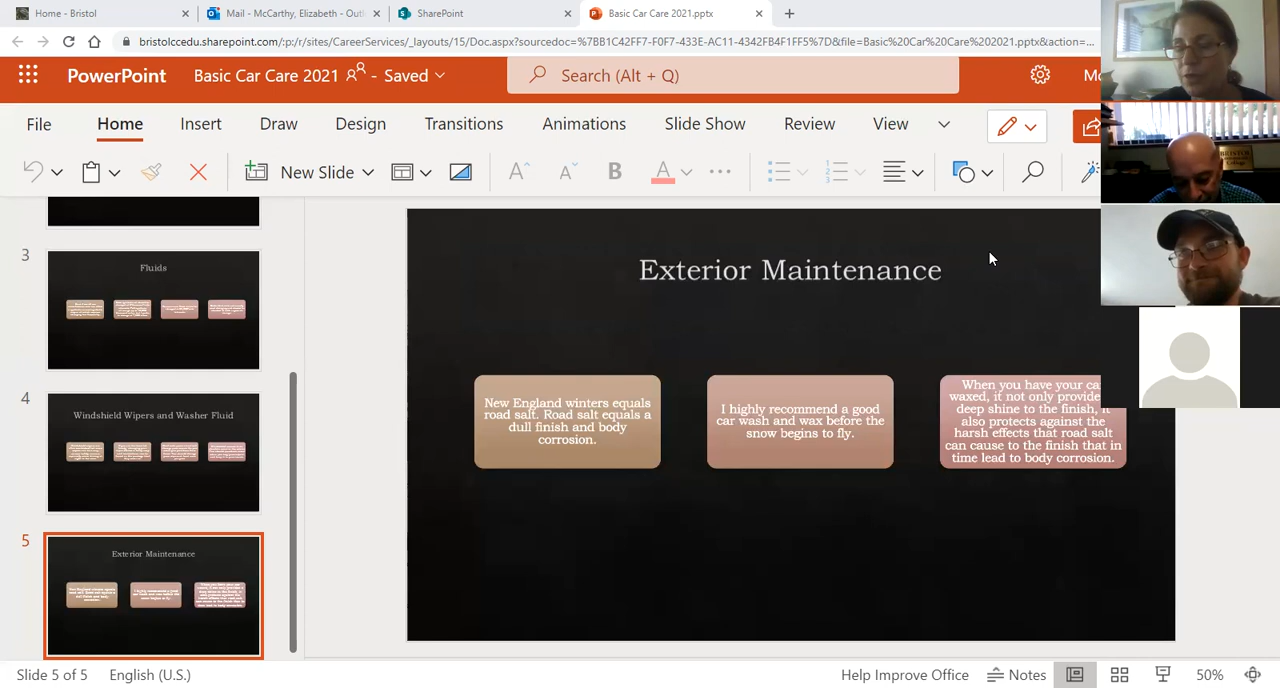 Home - Bristol
Mail - McCarthy, Elizabeth - Out
SharePoint
Basic Car Care 2021.pptx
bristolccedu.sharepoint.com/:p:/r/sites/CareerServices/_layouts/15/Doc.aspx?sourcedoc=%7BB1C42FF7-F0F7-433E-AC11-4342FB4F1FF5%7D&file=Basic%20Car%20Care%202021.pptx&action=...
PowerPoint
Basic Car Care 2021 - Saved
Search (Alt + Q)
Mc
File
Home
Insert
Draw
Design
Transitions
Animations
Slide Show
Review
View
New Slide
3
Fluids
4
Windshield Wipers and Washer Fluid
5
Exterior Maintenance
Exterior Maintenance
New England winters equals
road salt. Road salt equals a
dull finish and body
corrosion.
I highly recommend a good
car wash and wax before the
snow begins to fly.
When you have your ca
waxed, it not only provide
deep shine to the finish, it
also protects against the
harsh effects that road salt
can cause to the finish that in
time lead to body corrosion.
BRISTOL
Community
College
Slide 5 of 5
English (U.S.)
Help Improve Office
Notes
50%